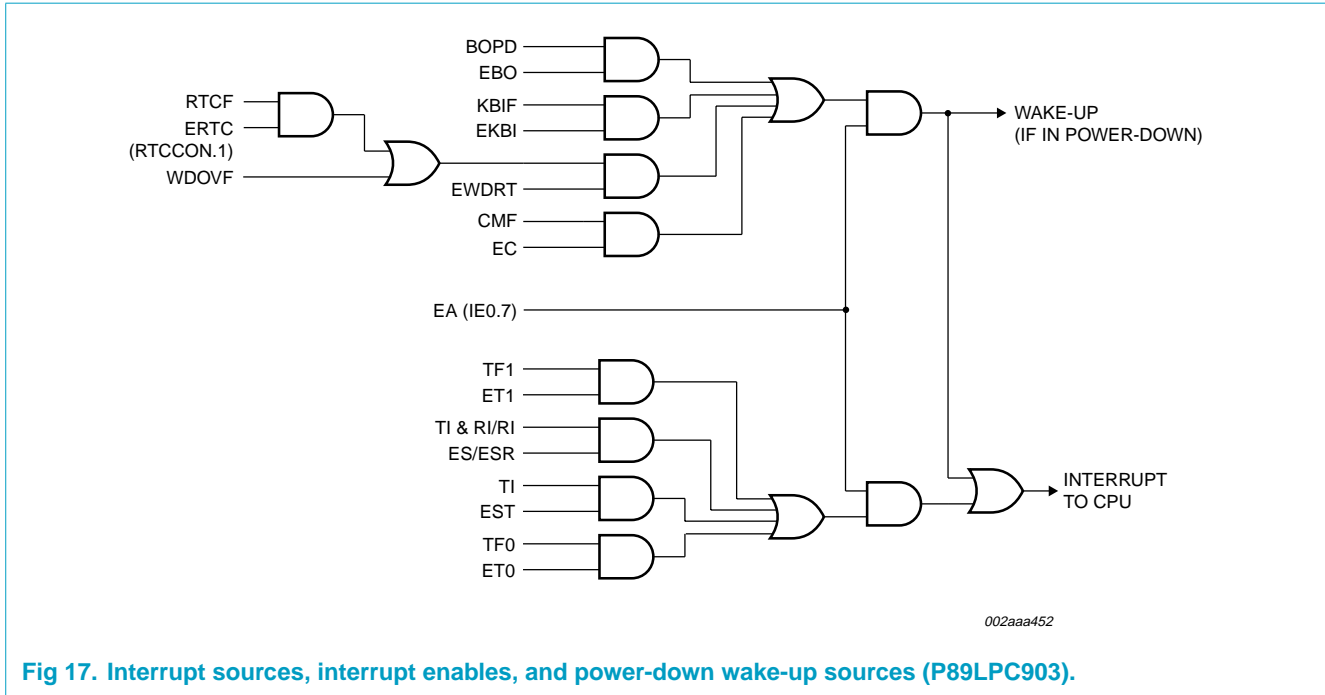 BOPD
EBO
RTCF
KBIF
WAKE-UP
(IF IN POWER-DOWN)
ERTC
(RTCCON.1)
EKBI
WDOVF
EWDRT
CMF
EC
EA (IE0.7)
TF1
ET1
TI & RI/RI
ES/ESR
TI
EST
INTERRUPT
TO CPU
TF0
ET0
002aaa452
Fig 17. Interrupt sources, interrupt enables, and power-down wake-up sources (P89LPC903).